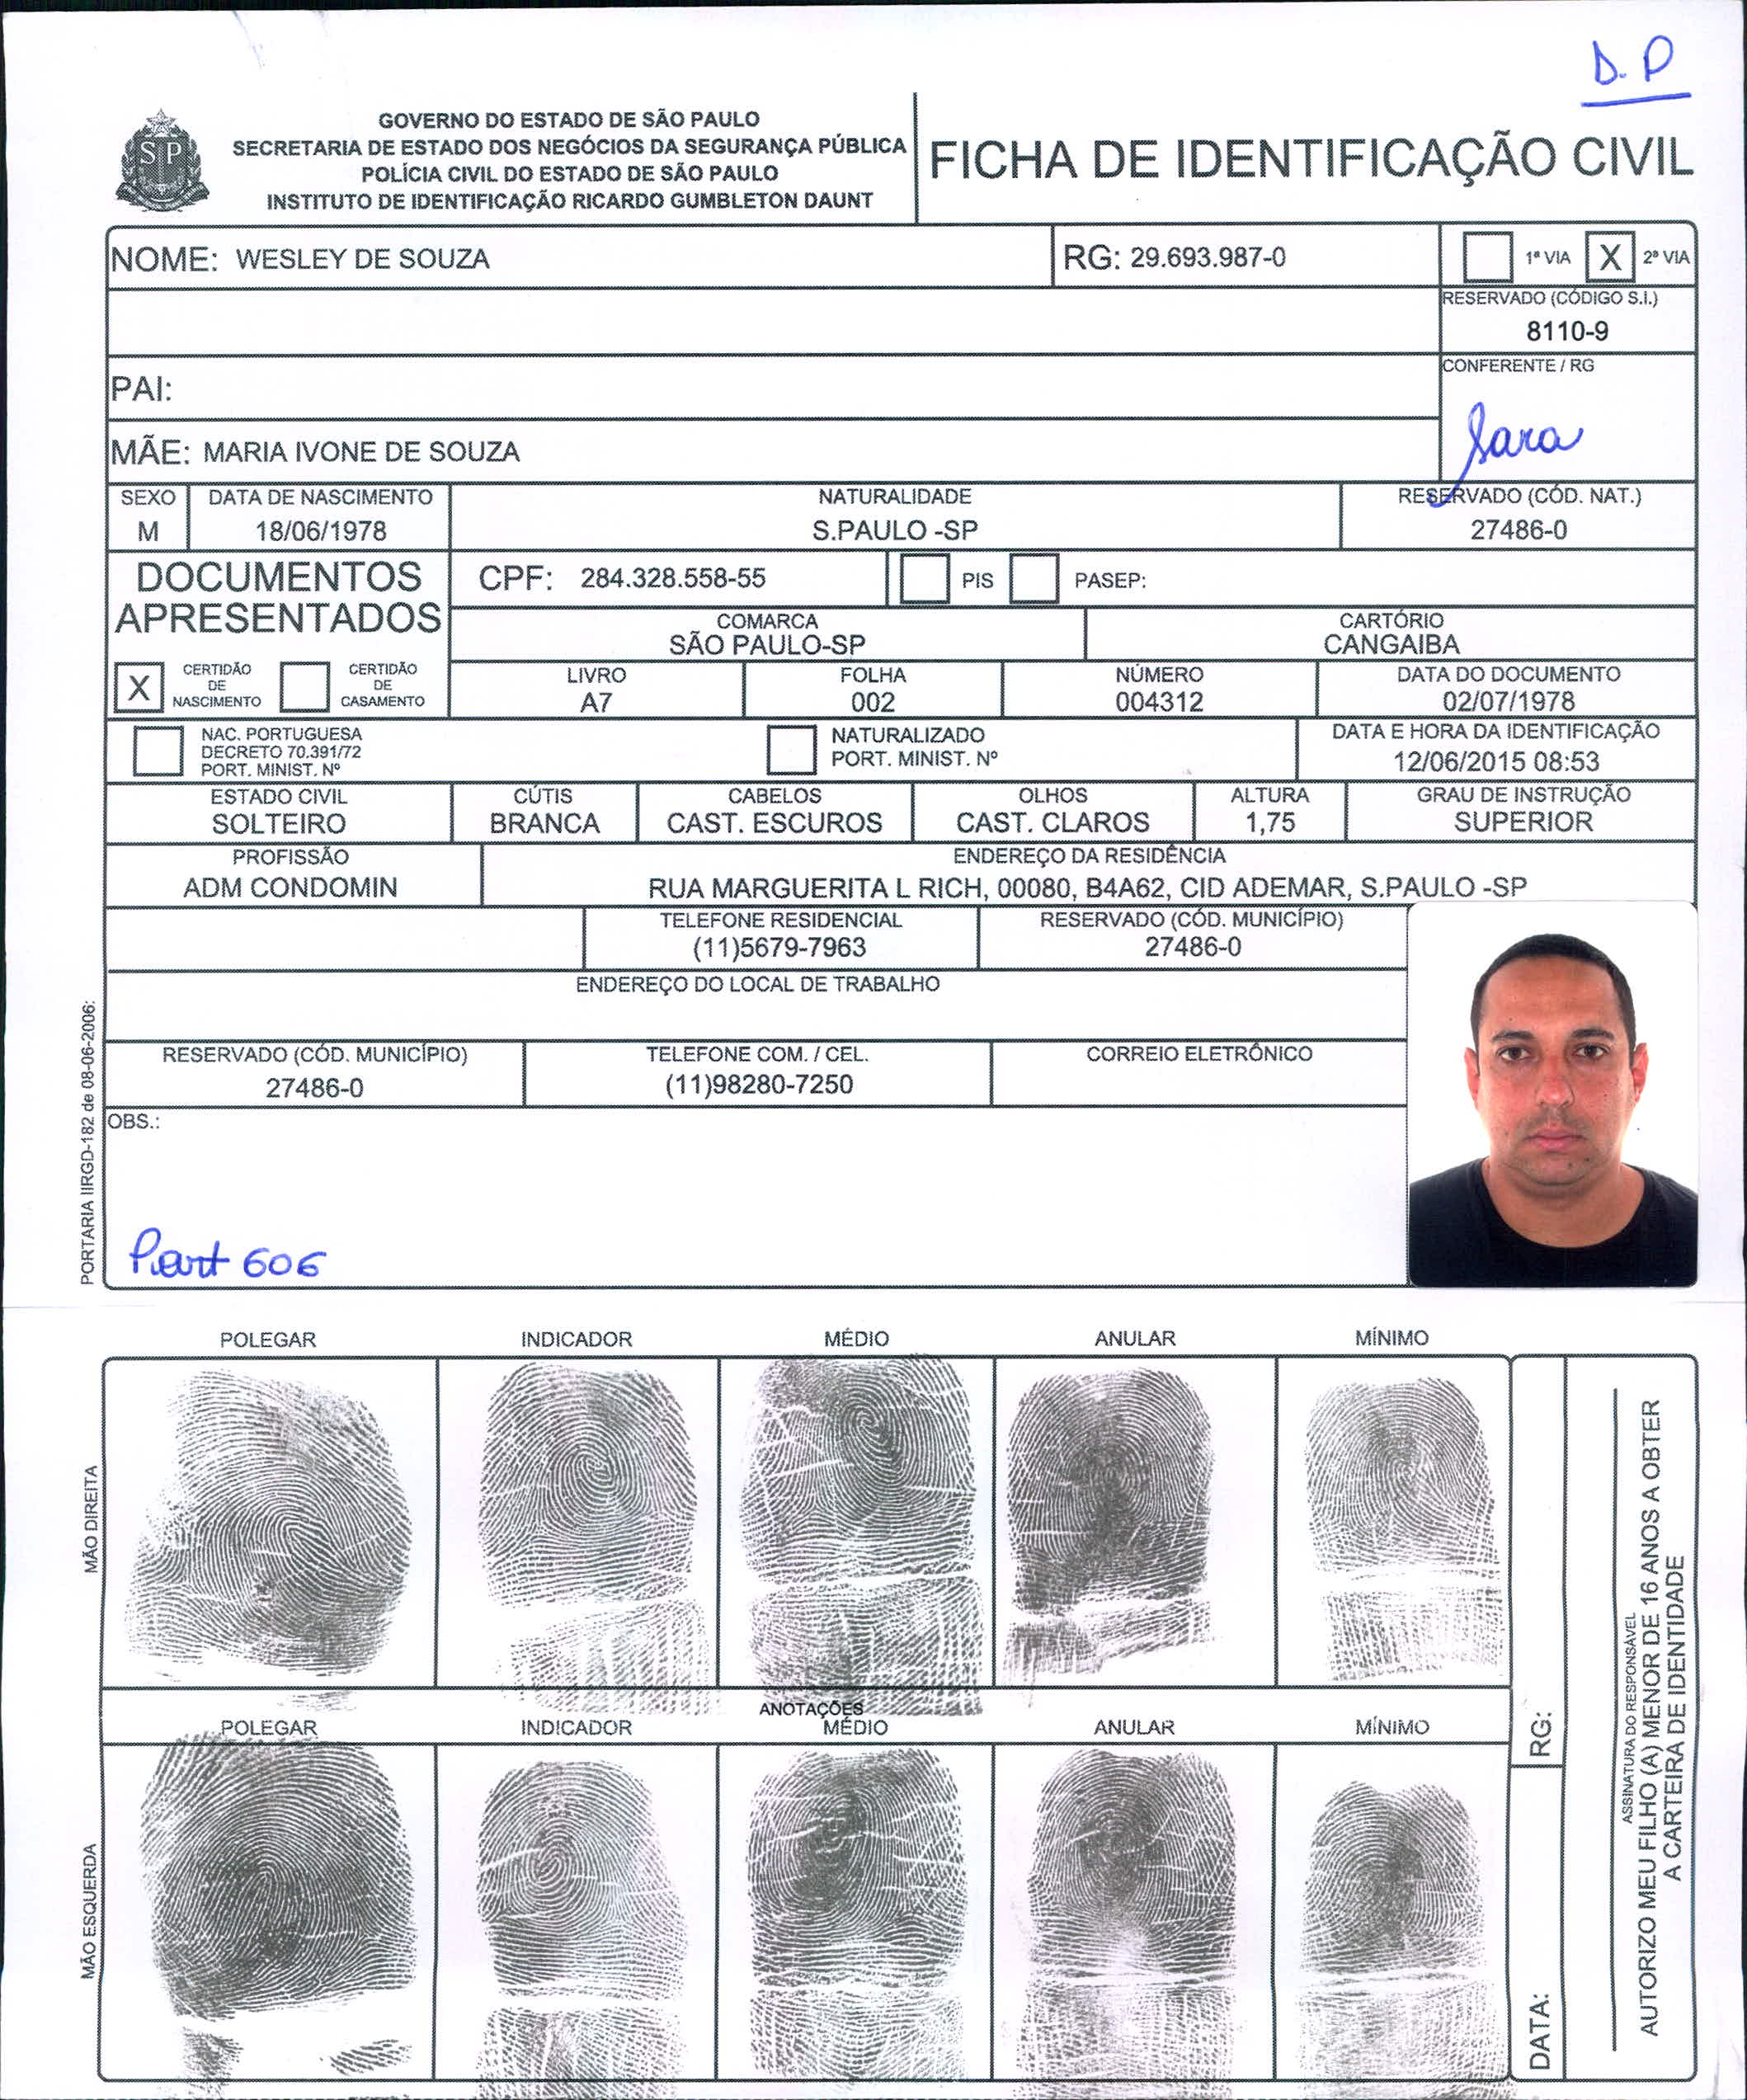 D.P
GOVERNO DO ESTADO DE SÃO PAULO
SECRETARIA DE ESTADO DOS NEGÓCIOS DA SEGURANÇA PÚBLICA
POLÍCIA CIVIL DO ESTADO DE SÃO PAULO
INSTITUTO DE IDENTIFICAÇÃO RICARDO GUMBLETON DAUNT
SP
FICHA DE IDENTIFICAÇÃO CIVIL
NOME: WESLEY DE SOUZA
RG: 29.693.987-0
1ª VIA X 2ª VIA
RESERVADO (CÓDIGO S.I.)
8110-9
PAI:
CONFERENTE / RG
Sara
MÃE: MARIA IVONE DE SOUZA
SEXO DATA DE NASCIMENTO NATURALIDADE RESERVADO (CÓD. NAT.)
M 18/06/1978 S.PAULO -SP 27486-0
DOCUMENTOS
APRESENTADOS
CPF: 284.328.558-55 PIS PASEP:
COMARCA CARTÓRIO
SÃO PAULO-SP CANGAIBA
X CERTIDÃO DE NASCIMENTO CERTIDÃO DE CASAMENTO
LIVRO FOLHA NÚMERO DATA DO DOCUMENTO
A7 002 004312 02/07/1978
NAC. PORTUGUESA
DECRETO 70.391/72
PORT. MINIST. Nº
NATURALIZADO
PORT. MINIST. Nº
DATA E HORA DA IDENTIFICAÇÃO
12/06/2015 08:53
ESTADO CIVIL CÚTIS CABELOS OLHOS ALTURA GRAU DE INSTRUÇÃO
SOLTEIRO BRANCA CAST. ESCUROS CAST. CLAROS 1,75 SUPERIOR
PROFISSÃO ENDEREÇO DA RESIDÊNCIA
ADM CONDOMIN RUA MARGUERITA L RICH, 00080, B4A62, CID ADEMAR, S.PAULO -SP
TELEFONE RESIDENCIAL RESERVADO (CÓD. MUNICÍPIO)
(11)5679-7963 27486-0
ENDEREÇO DO LOCAL DE TRABALHO
RESERVADO (CÓD. MUNICÍPIO) TELEFONE COM. / CEL. CORREIO ELETRÔNICO
27486-0 (11)98280-7250
OBS.:
606
PORTARIA IIRGD-182 de 08-06-2006:
POLEGAR INDICADOR MÉDIO ANULAR MÍNIMO
MÃO DIREITA
ANOTAÇÕES
POLEGAR INDICADOR MÉDIO ANULAR MÍNIMO
MÃO ESQUERDA
RG:
DATA:
ASSINATURA DO RESPONSÁVEL
AUTORIZO MEU FILHO (A) MENOR DE 16 ANOS A OBTER
A CARTEIRA DE IDENTIDADE